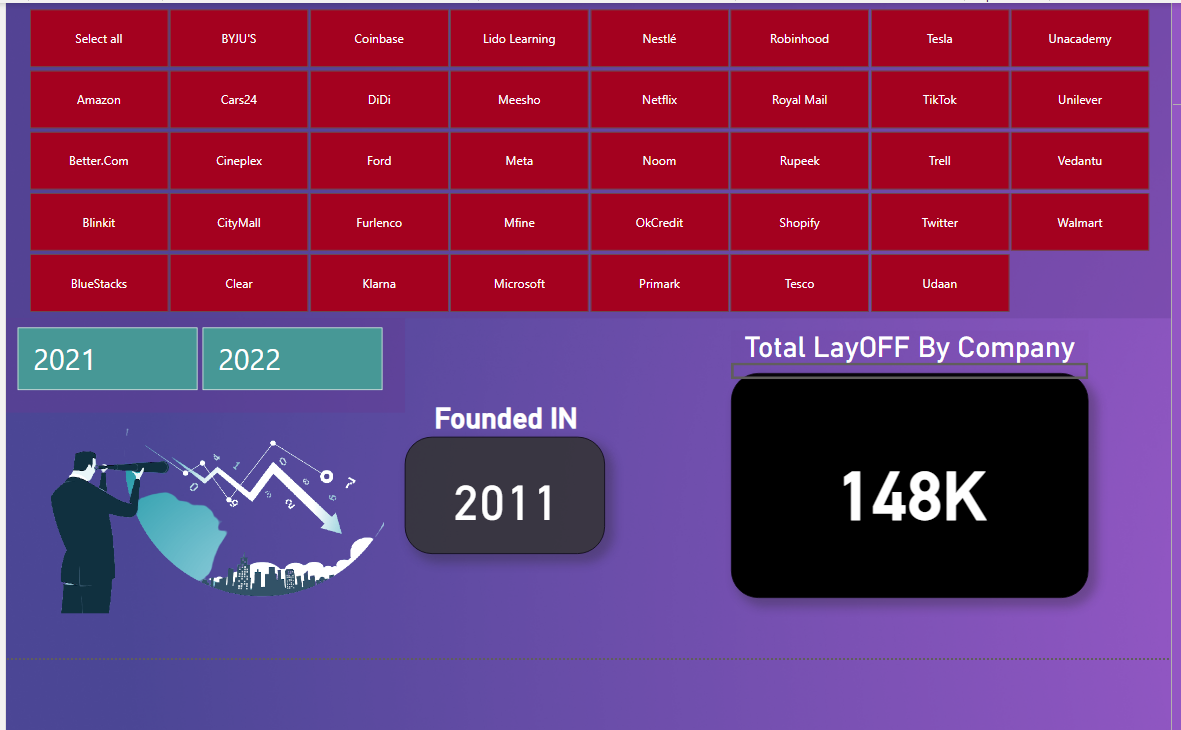 Select all BYJU'S Coinbase Lido Learning Nestlé Robinhood Tesla Unacademy
Amazon Cars24 DiDi Meesho Netflix Royal Mail TikTok Unilever
Better.Com Cineplex Ford Meta Noom Rupeek Trell Vedantu
Blinkit CityMall Furlenco Mfine OkCredit Shopify Twitter Walmart
BlueStacks Clear Klarna Microsoft Primark Tesco Udaan
2021 2022
Total LayOFF By Company
Founded IN
2011
148K